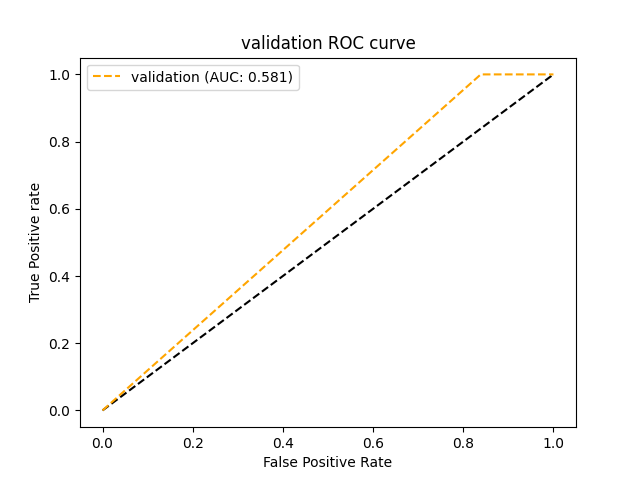 validation ROC curve
validation (AUC: 0.581)
True Positive rate
1.0
0.8
0.6
0.4
0.2
0.0
0.0 0.2 0.4 0.6 0.8 1.0
False Positive Rate